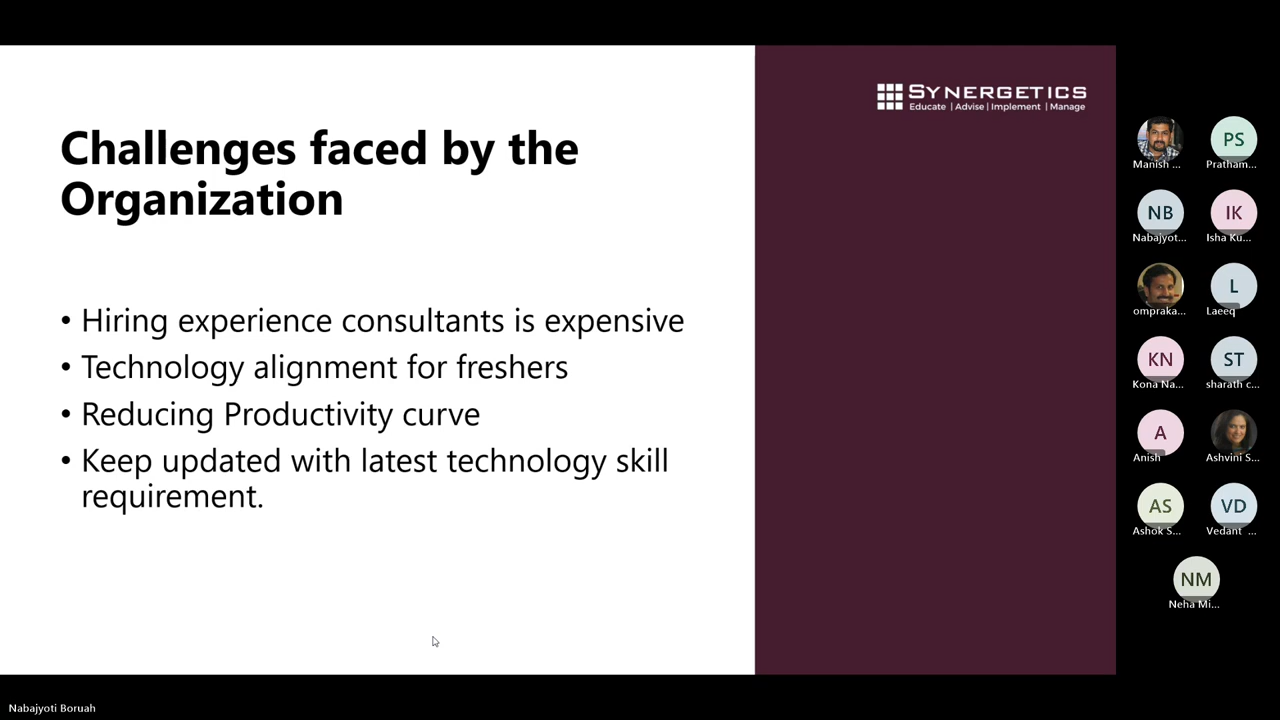 Challenges faced by the
Organization
• Hiring experience consultants is expensive
• Technology alignment for freshers
• Reducing Productivity curve
• Keep updated with latest technology skill
requirement.
SYNERGETICS
Educate | Advise | Implement | Manage
Manish ...
PS
Pratham...
NB
Nabajyot...
IK
Isha Ku...
ompraka...
L
Laeeq
KN
Kona Na...
ST
sharath c...
A
Anish
Ashvini S...
AS
Ashok S...
VD
Vedant ...
NM
Neha Mi...
Nabajyoti Boruah